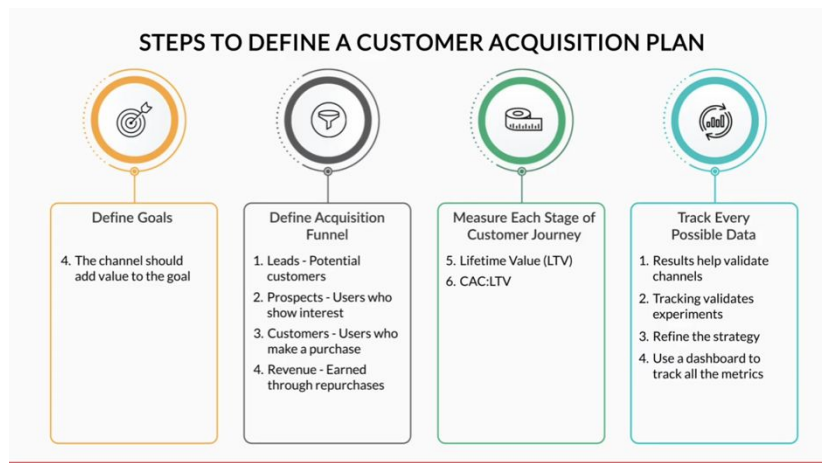 STEPS TO DEFINE A CUSTOMER ACQUISITION PLAN
Define Goals
4. The channel should
add value to the goal
Define Acquisition
Funnel
1. Leads - Potential
customers
2. Prospects - Users who
show interest
3. Customers - Users who
make a purchase
4. Revenue - Earned
through repurchases
Measure Each Stage of
Customer Journey
5. Lifetime Value (LTV)
6. CAC:LTV
Track Every
Possible Data
1. Results help validate
channels
2. Tracking validates
experiments
3. Refine the strategy
4. Use a dashboard to
track all the metrics